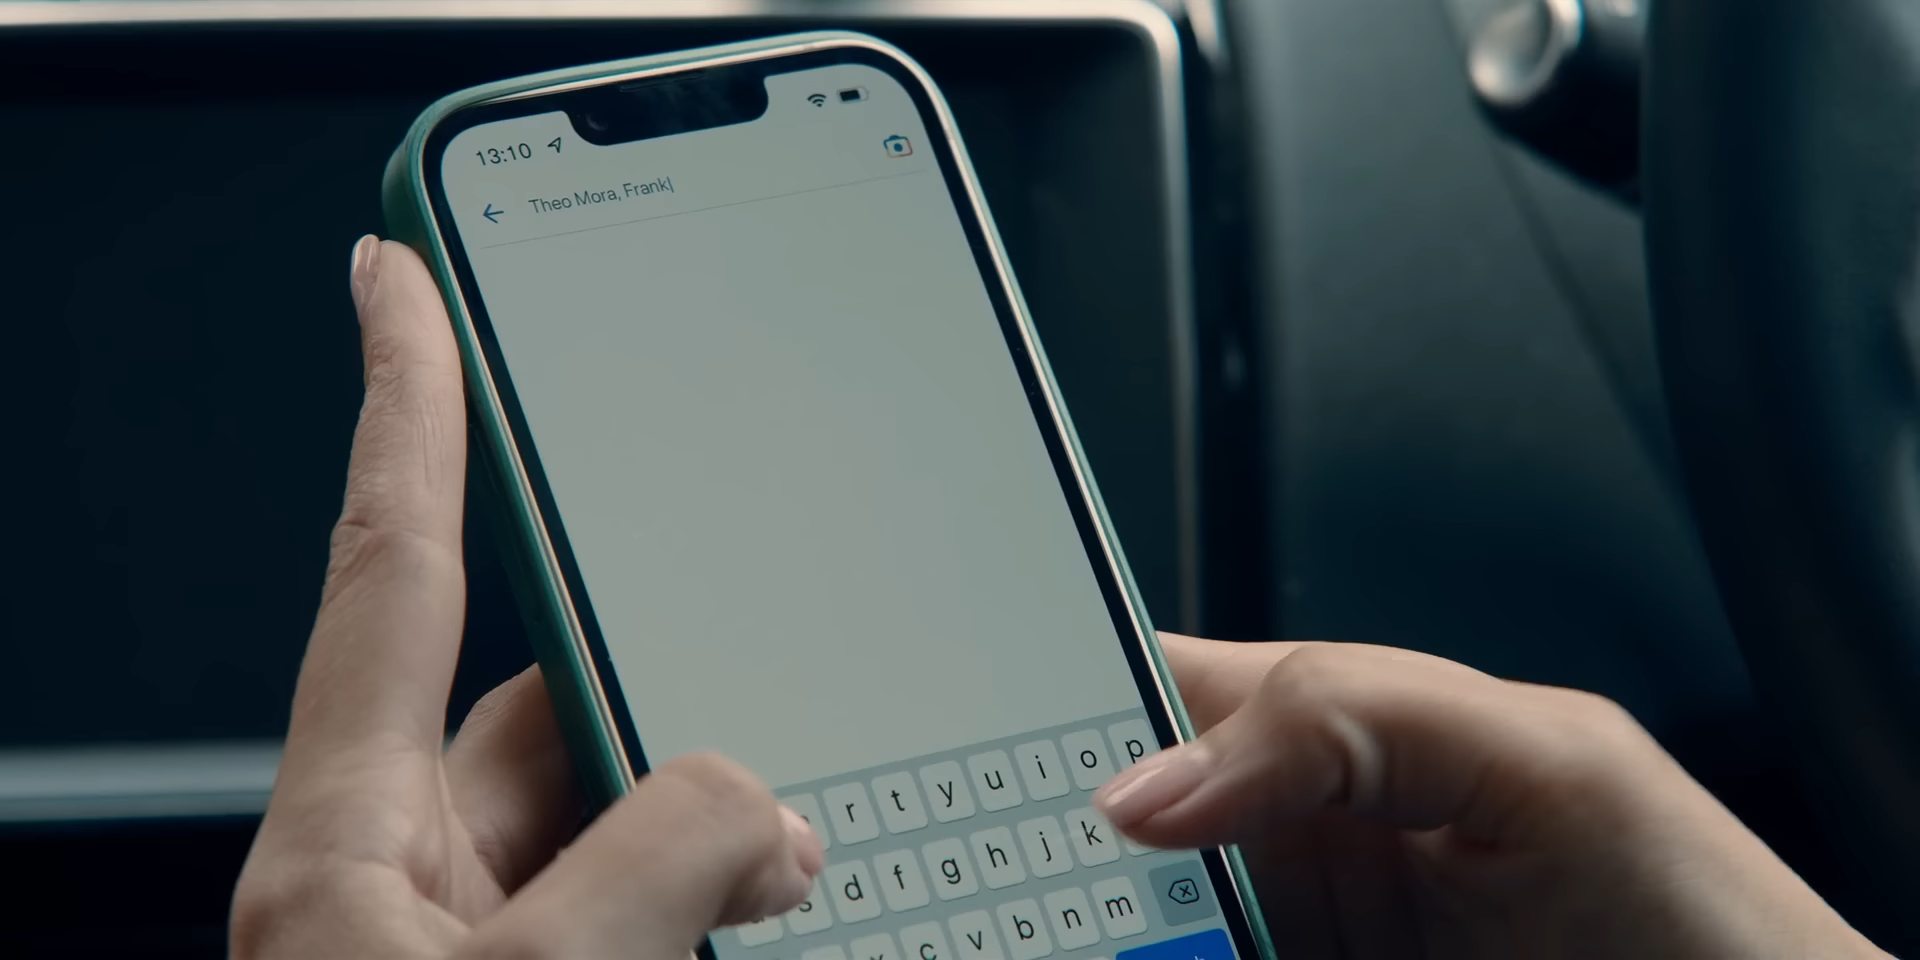 13:10
Theo Mora, Frank
r t y u i o p
s d f g h j k
c v b n m